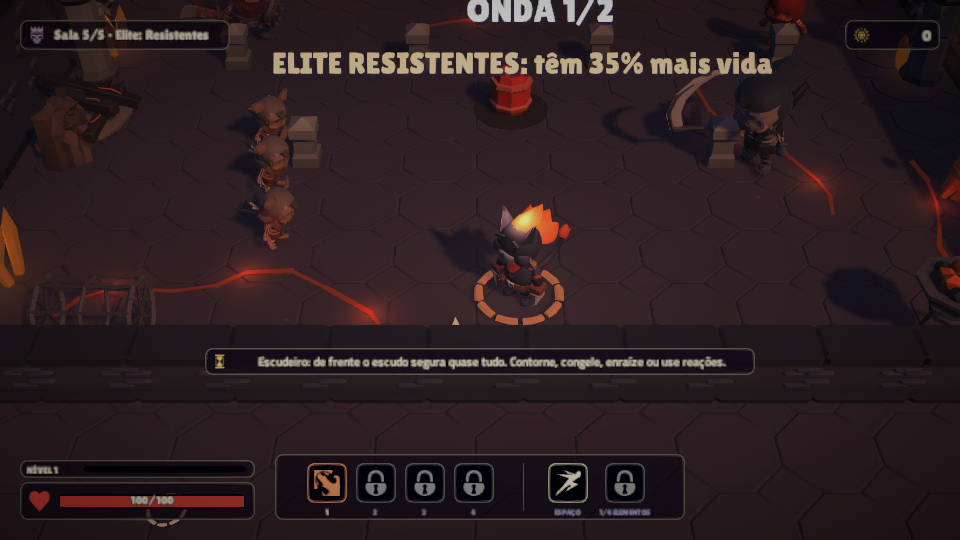 ONDA 1/2
Sala 5/5 · Elite: Resistentes
0
ELITE RESISTENTES: têm 35% mais vida
Escudeiro: de frente o escudo segura quase tudo. Contorne, congele, enraíze ou use reações.
NÍVEL 1
100/100
1
2
3
4
ESPAÇO
1/4 ELEMENTOS